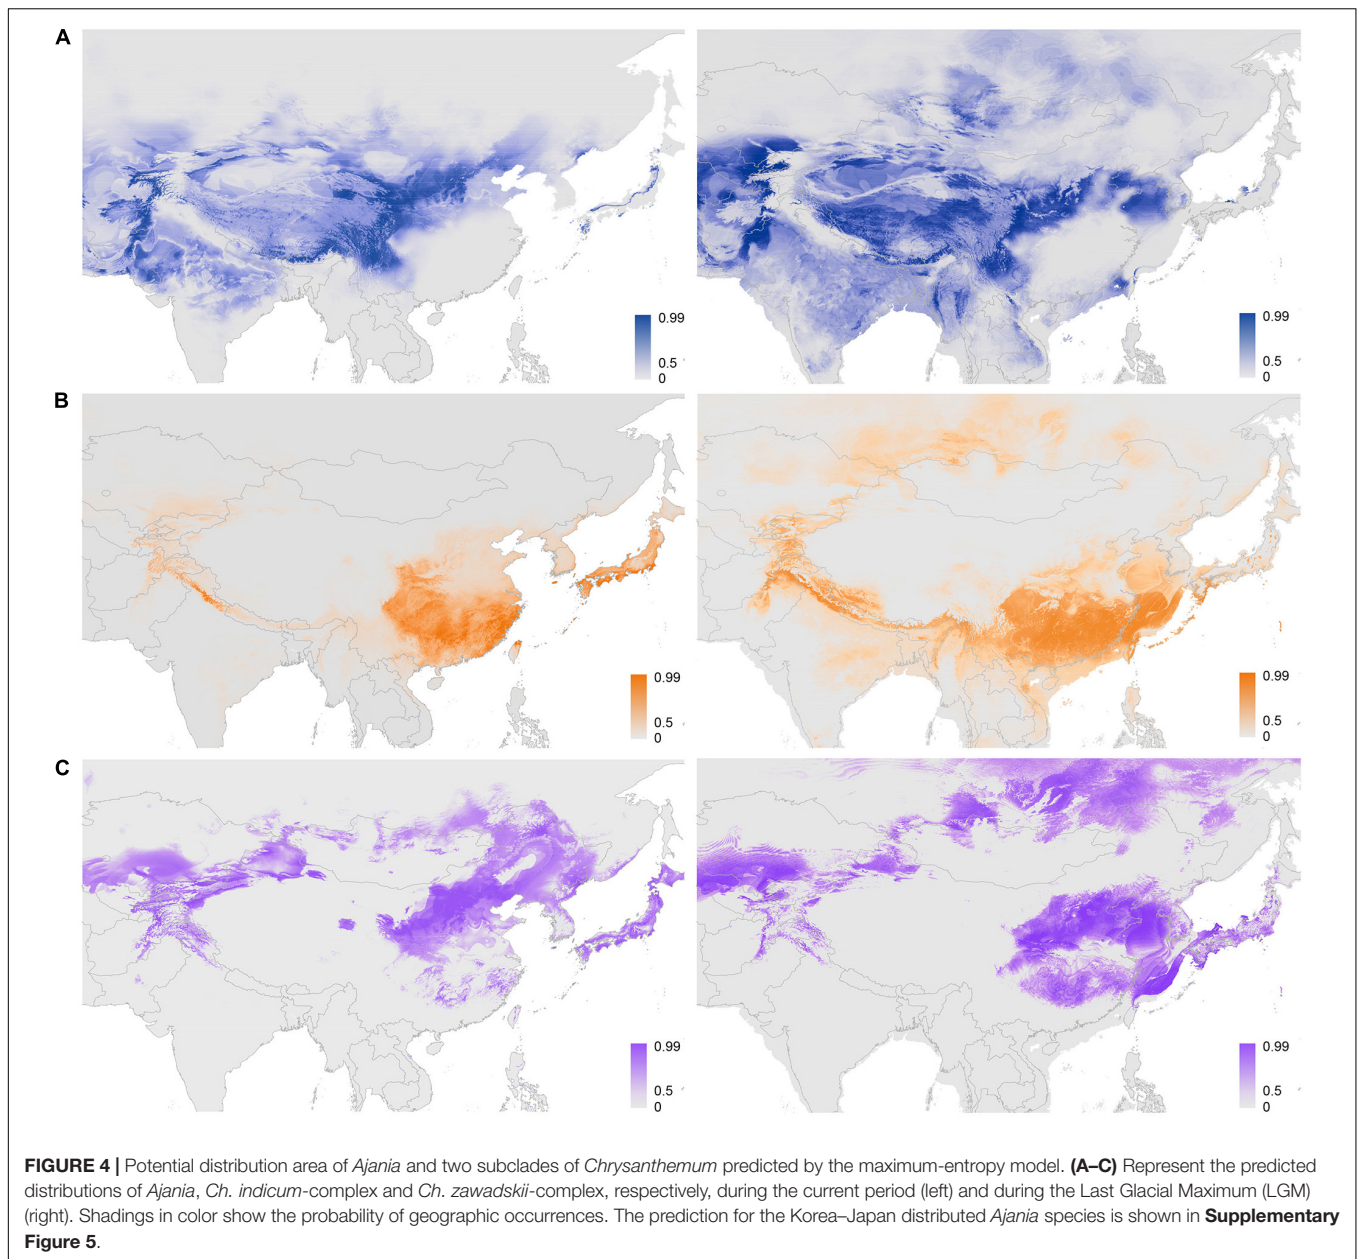 A
0.99
0.5
0
0.99
0.5
0
B
0.99
0.5
0
0.99
0.5
0
C
0.99
0.5
0
0.99
0.5
0
FIGURE 4 | Potential distribution area of Ajania and two subclades of Chrysanthemum predicted by the maximum-entropy model. (A–C) Represent the predicted
distributions of Ajania, Ch. indicum-complex and Ch. zawadskii-complex, respectively, during the current period (left) and during the Last Glacial Maximum (LGM)
(right). Shadings in color show the probability of geographic occurrences. The prediction for the Korea–Japan distributed Ajania species is shown in Supplementary
Figure 5.